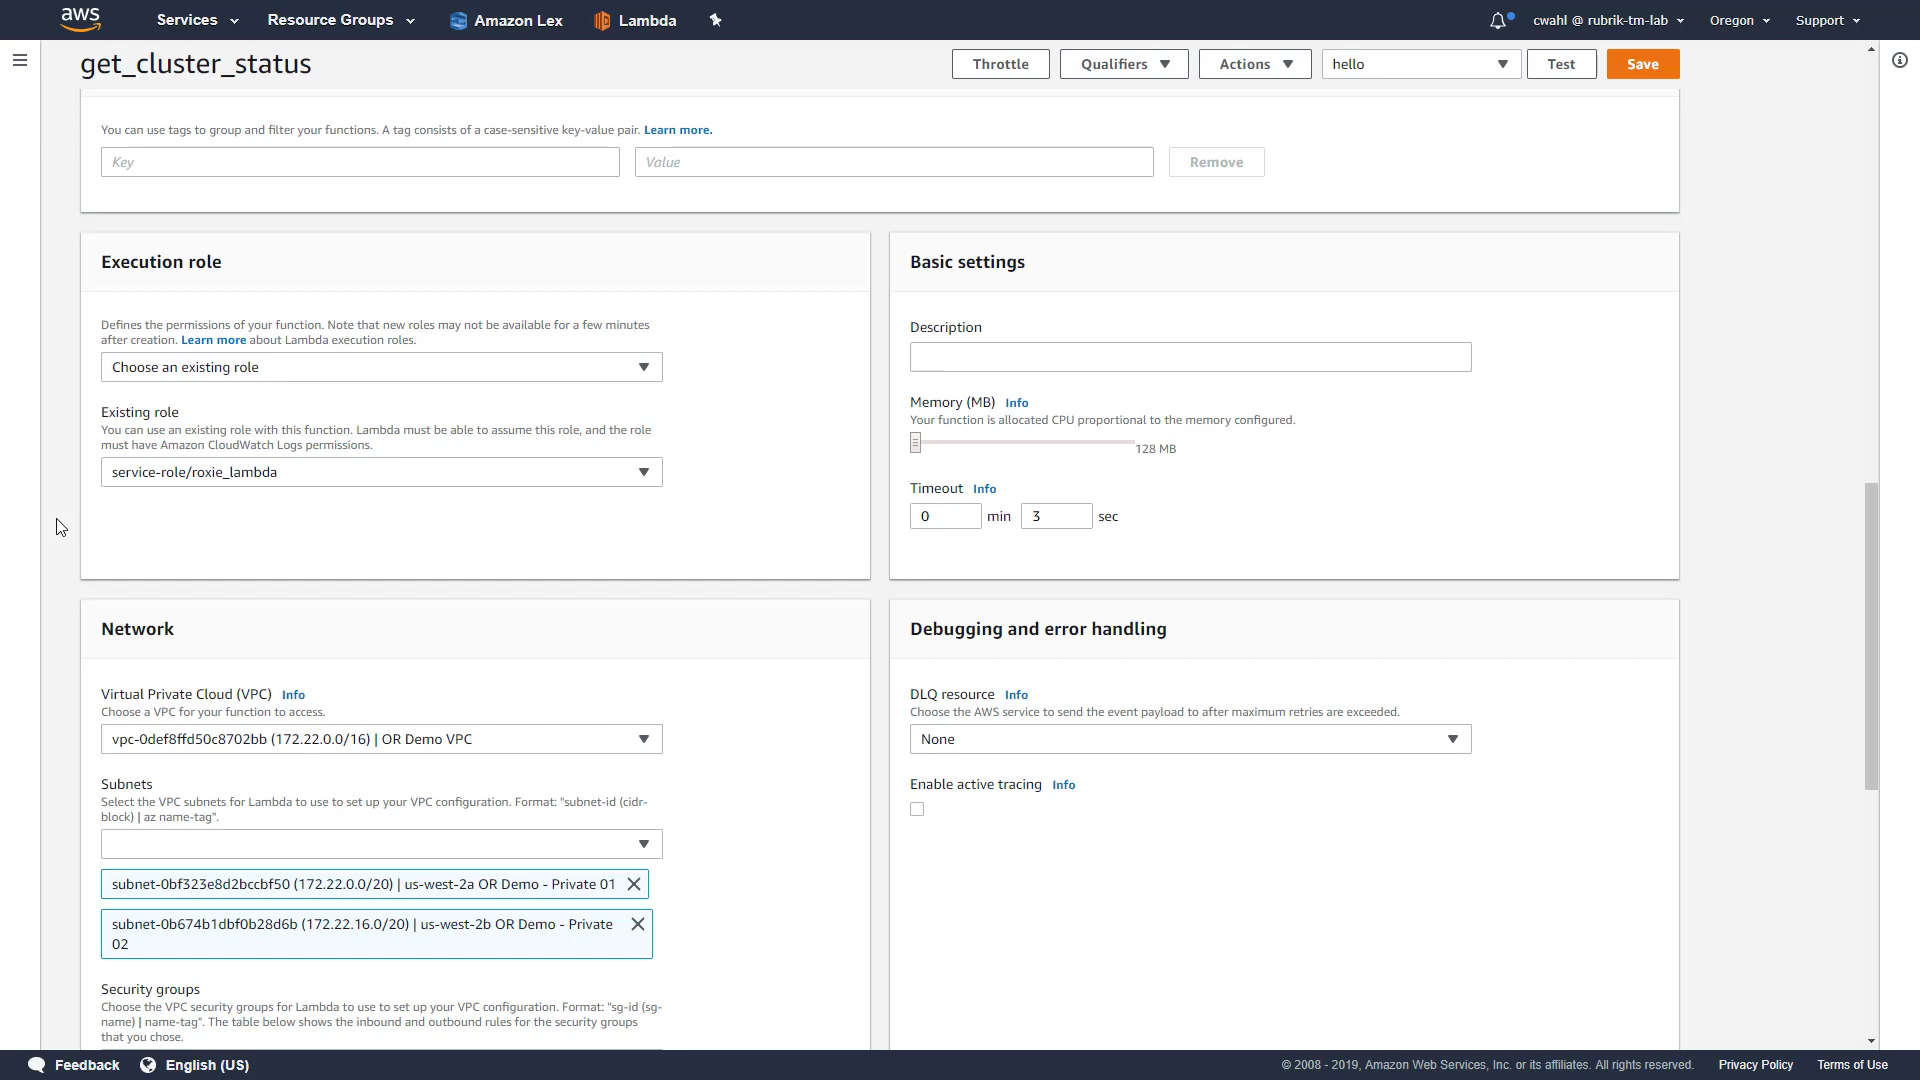 aws Services Resource Groups Amazon Lex Lambda cwahl @ rubrik-tm-lab Oregon Support
get_cluster_status Throttle Qualifiers Actions hello Test Save
You can use tags to group and filter your functions. A tag consists of a case-sensitive key-value pair. Learn more.
Key Value Remove
Execution role
Defines the permissions of your function. Note that new roles may not be available for a few minutes
after creation. Learn more about Lambda execution roles.
Choose an existing role
Existing role
You can use an existing role with this function. Lambda must be able to assume this role, and the role
must have Amazon CloudWatch Logs permissions.
service-role/roxie_lambda
Basic settings
Description
Memory (MB) Info
Your function is allocated CPU proportional to the memory configured.
128 MB
Timeout Info
0 min 3 sec
Network
Virtual Private Cloud (VPC) Info
Choose a VPC for your function to access.
vpc-0def8ffd50c8702bb (172.22.0.0/16) | OR Demo VPC
Subnets
Select the VPC subnets for Lambda to use to set up your VPC configuration. Format: "subnet-id (cidr-
block) | az name-tag".
subnet-0bf323e8d2bccbf50 (172.22.0.0/20) | us-west-2a OR Demo - Private 01
subnet-0b674b1dbf0b28d6b (172.22.16.0/20) | us-west-2b OR Demo - Private
02
Security groups
Choose the VPC security groups for Lambda to use to set up your VPC configuration. Format: "sg-id (sg-
name) | name-tag". The table below shows the inbound and outbound rules for the security groups
that you chose.
Debugging and error handling
DLQ resource Info
Choose the AWS service to send the event payload to after maximum retries are exceeded.
None
Enable active tracing Info
Feedback English (US) © 2008 - 2019, Amazon Web Services, Inc. or its affiliates. All rights reserved. Privacy Policy Terms of Use